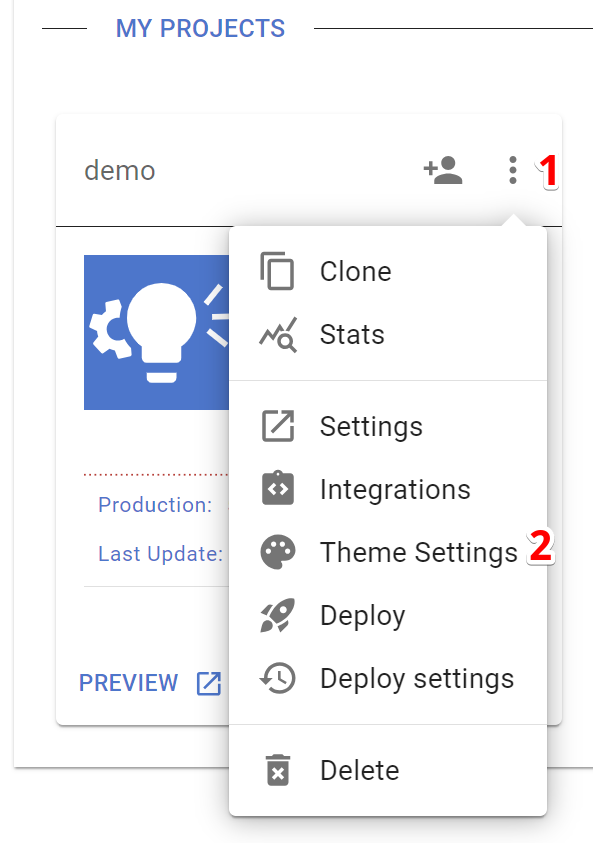 MY PROJECTS
demo
1
Clone
Stats
Settings
Integrations
Theme Settings 2
Deploy
Deploy settings
Delete
Production:
Last Update:
PREVIEW